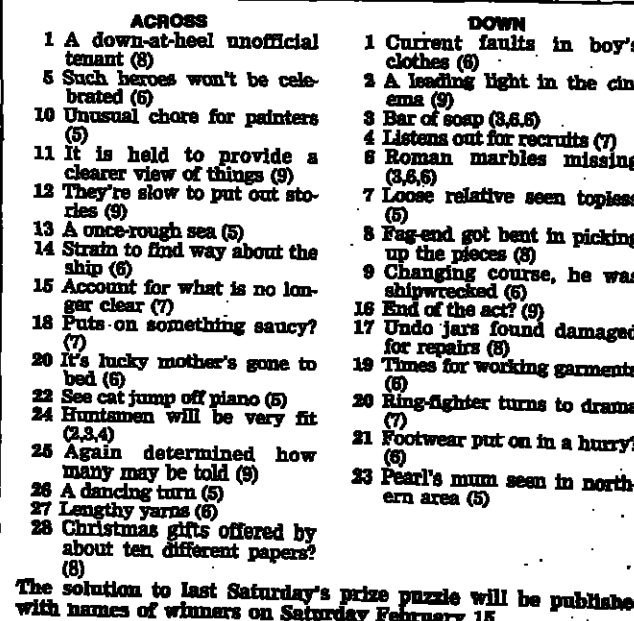 ACROSS
1 A down-at-heel unofficial
tenant (8)
5 Such heroes won't be cele-
brated (6)
10 Unusual chore for painters
(5)
11 It is held to provide a
clearer view of things (9)
12 They're slow to put out sto-
ries (9)
13 A once-rough sea (5)
14 Strain to find way about the
ship (6)
15 Account for what is no lon-
ger clear (7)
18 Puts on something saucy?
(7)
20 It's lucky mother's gone to
bed (6)
22 See cat jump off piano (5)
24 Huntsmen will be very fit
(2,3,4)
25 Again determined how
many may be told (9)
26 A dancing turn (5)
27 Lengthy yarns (6)
28 Christmas gifts offered by
about ten different papers?
(8)
DOWN
1 Current faults in boy's
clothes (6)
2 A leading light in the cin
ema (9)
3 Bar of soap (3,6,6)
4 Listens out for recruits (7)
6 Roman marbles missing
(3,6,6)
7 Loose relative seen topless
(5)
8 Fag-end got bent in picking
up the pieces (8)
9 Changing course, he was
shipwrecked (6)
16 End of the act? (9)
17 Undo jars found damaged
for repairs (8)
19 Times for working garments
(6)
20 Ring-fighter turns to drama
(7)
21 Footwear put on in a hurry?
(6)
23 Pearl's mum seen in north-
ern area (5)
The solution to last Saturday's prize puzzle will be publishe
with names of winners on Saturday February 15